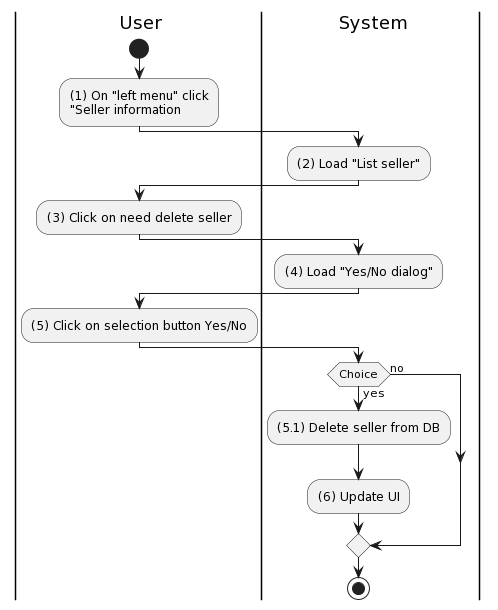 User
System
(1) On "left menu" click
"Seller information
(2) Load "List seller"
(3) Click on need delete seller
(4) Load "Yes/No dialog"
(5) Click on selection button Yes/No
Choice
no
yes
(5.1) Delete seller from DB
(6) Update UI